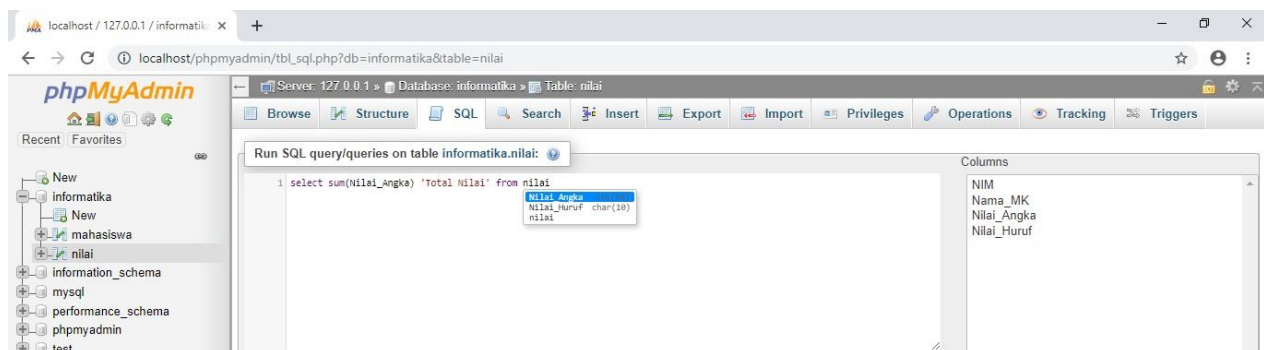 localhost / 127.0.0.1 / informatika
localhost/phpmyadmin/tbl_sql.php?db=informatika&table=nilai
phpMyAdmin
Recent Favorites
New
informatika
New
mahasiswa
nilai
information_schema
mysql
performance_schema
phpmyadmin
test
Server: 127.0.0.1 » Database: informatika » Table: nilai
Browse Structure SQL Search Insert Export Import Privileges Operations Tracking Triggers
Run SQL query/queries on table informatika.nilai:
1 select sum(Nilai_Angka) 'Total Nilai' from nilai
Nilai_Angka
Nilai_Huruf char(10)
nilai
Columns
NIM
Nama_MK
Nilai_Angka
Nilai_Huruf